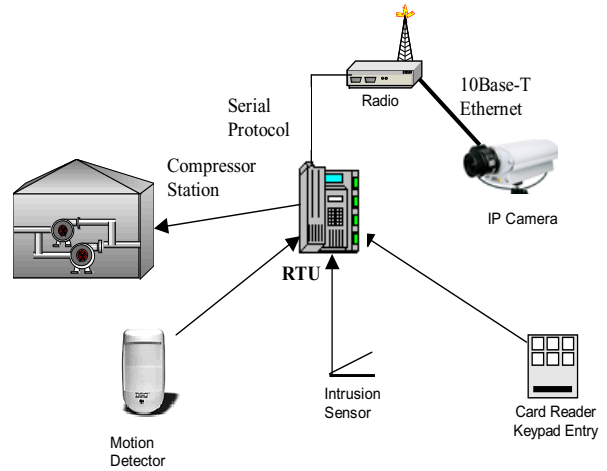 10Base-T
Ethernet
Radio
Serial
Protocol
Compressor
Station
IP Camera
RTU
Intrusion
Sensor
Card Reader
Keypad Entry
Motion
Detector